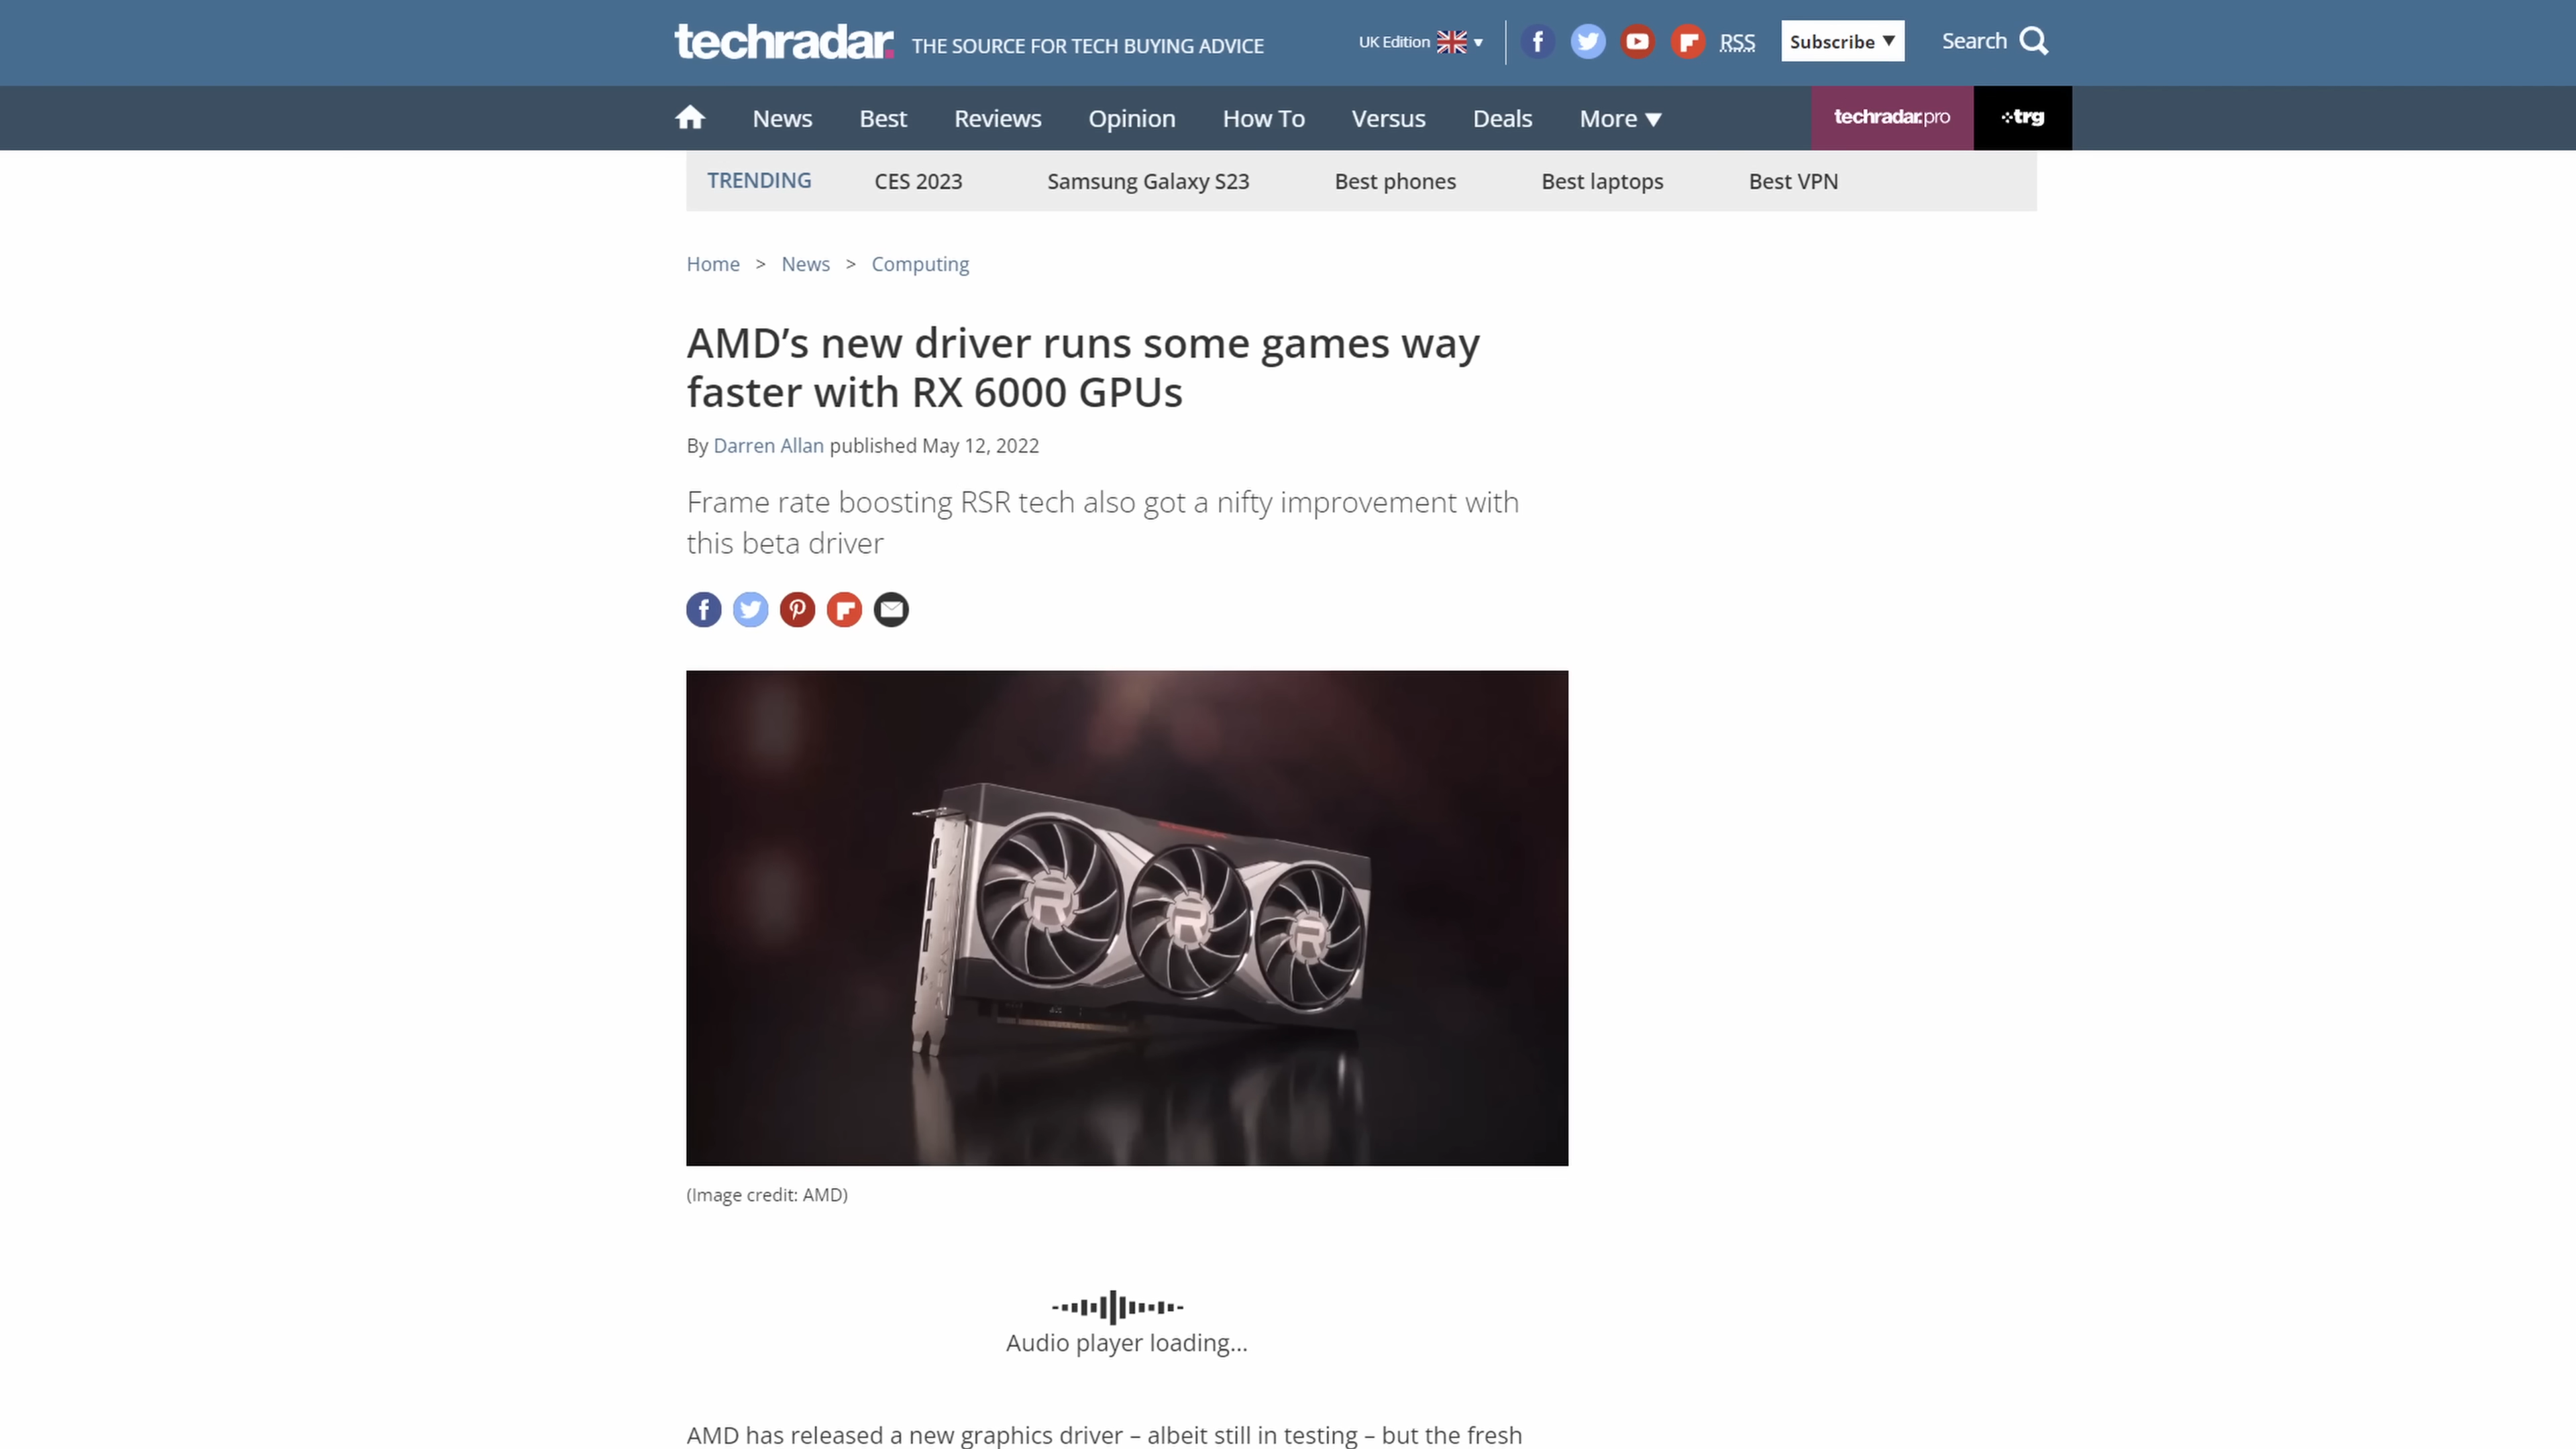 techradar. THE SOURCE FOR TECH BUYING ADVICE UK Edition RSS Subscribe Search
News Best Reviews Opinion How To Versus Deals More techradar.pro trg
TRENDING CES 2023 Samsung Galaxy S23 Best phones Best laptops Best VPN
Home > News > Computing
AMD’s new driver runs some games way
faster with RX 6000 GPUs
By Darren Allan published May 12, 2022
Frame rate boosting RSR tech also got a nifty improvement with
this beta driver
(Image credit: AMD)
Audio player loading...
AMD has released a new graphics driver – albeit still in testing – but the fresh